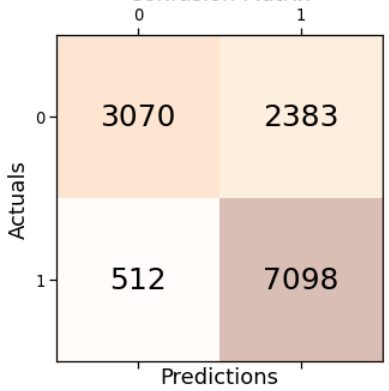 0 1
0 3070 2383
Actuals
1 512 7098
Predictions